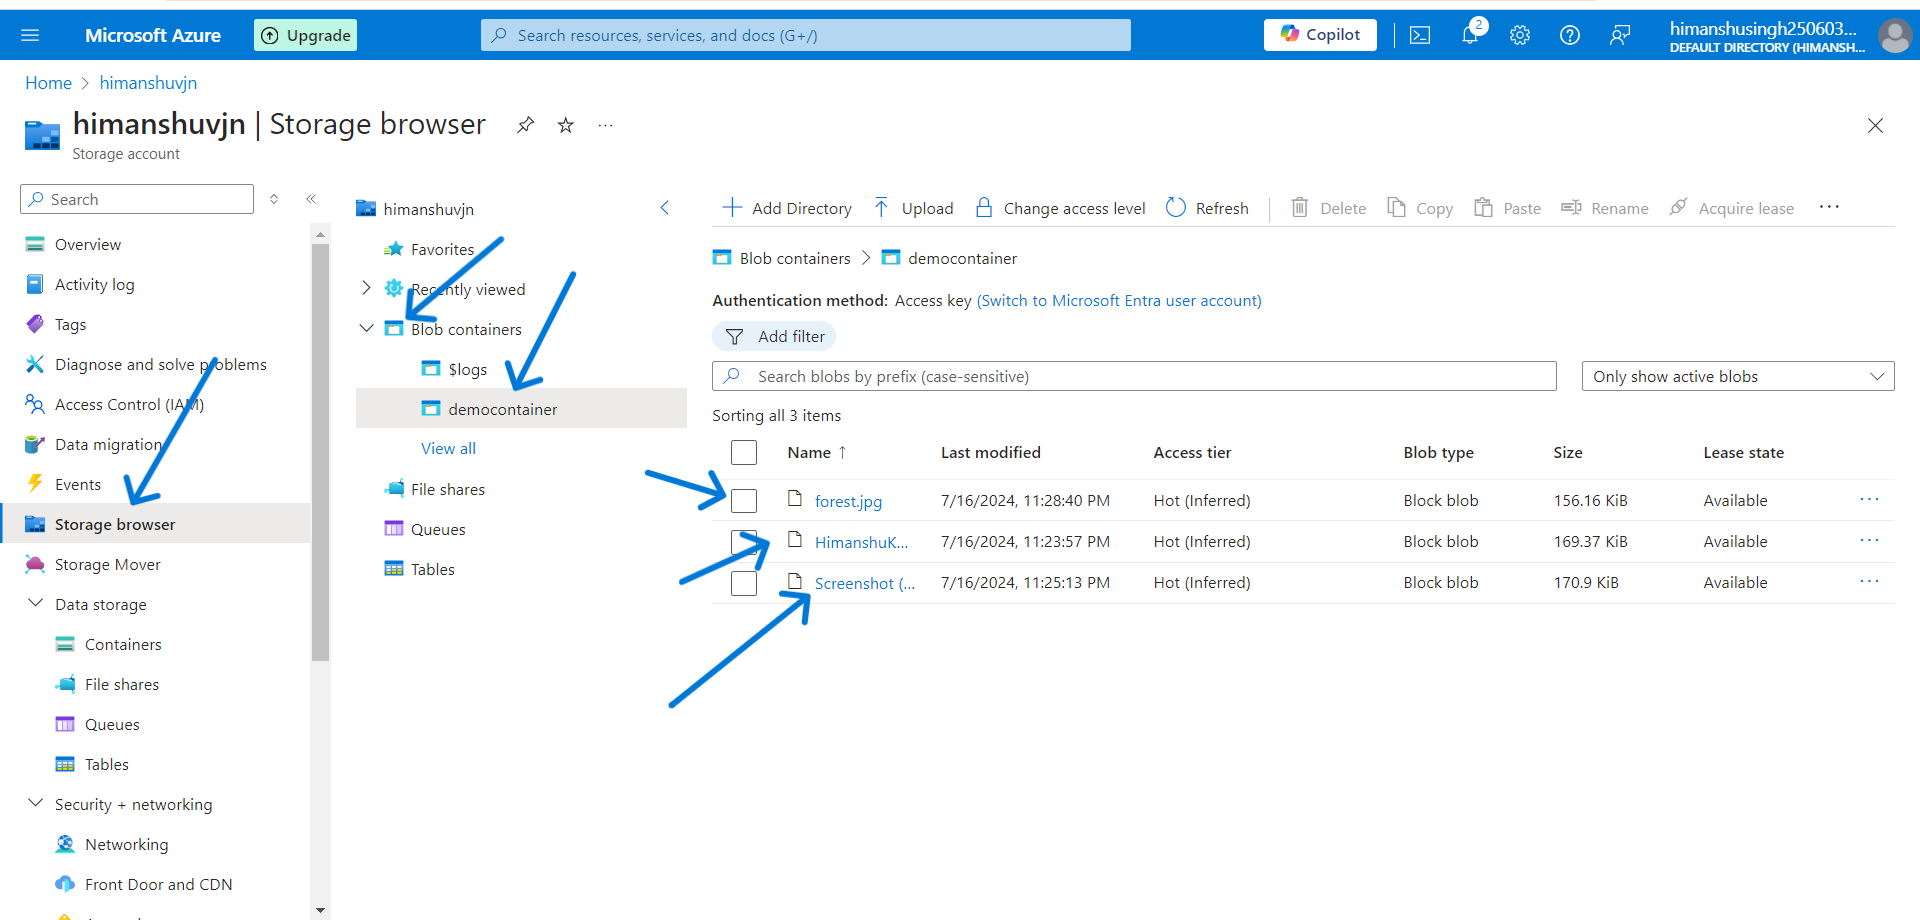 Microsoft Azure
Upgrade
Search resources, services, and docs (G+/)
Copilot
2
himanshusingh250603...
DEFAULT DIRECTORY (HIMANSH...
Home > himanshuvjn
himanshuvjn | Storage browser
...
Storage account
Search
Overview
Activity log
Tags
Diagnose and solve problems
Access Control (IAM)
Data migration
Events
Storage browser
Storage Mover
Data storage
Containers
File shares
Queues
Tables
Security + networking
Networking
Front Door and CDN
himanshuvjn
Favorites
Recently viewed
Blob containers
$logs
democontainer
View all
File shares
Queues
Tables
Add Directory Upload Change access level Refresh Delete Copy Paste Rename Acquire lease ...
Blob containers > democontainer
Authentication method: Access key (Switch to Microsoft Entra user account)
Add filter
Search blobs by prefix (case-sensitive)
Only show active blobs
Sorting all 3 items
Name ↑ Last modified Access tier Blob type Size Lease state
forest.jpg 7/16/2024, 11:28:40 PM Hot (Inferred) Block blob 156.16 KiB Available ...
HimanshuK... 7/16/2024, 11:23:57 PM Hot (Inferred) Block blob 169.37 KiB Available ...
Screenshot (... 7/16/2024, 11:25:13 PM Hot (Inferred) Block blob 170.9 KiB Available ...